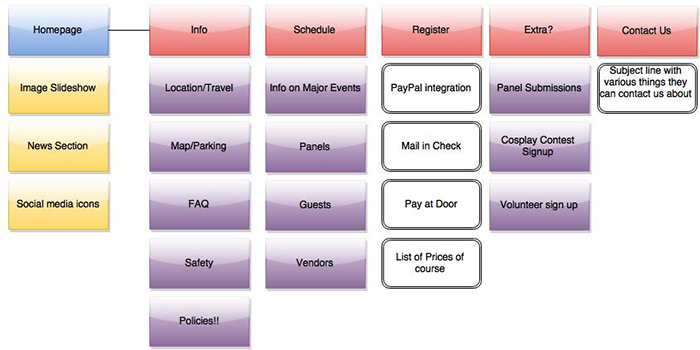 Homepage
Info
Schedule
Register
Extra?
Contact Us
Image Slideshow
Location/Travel
Info on Major Events
PayPal integration
Panel Submissions
Subject line with
various things they
can contact us about
News Section
Map/Parking
Panels
Mail in Check
Cosplay Contest
Signup
Social media icons
FAQ
Guests
Pay at Door
Volunteer sign up
Safety
Vendors
List of Prices of
course
Policies!!